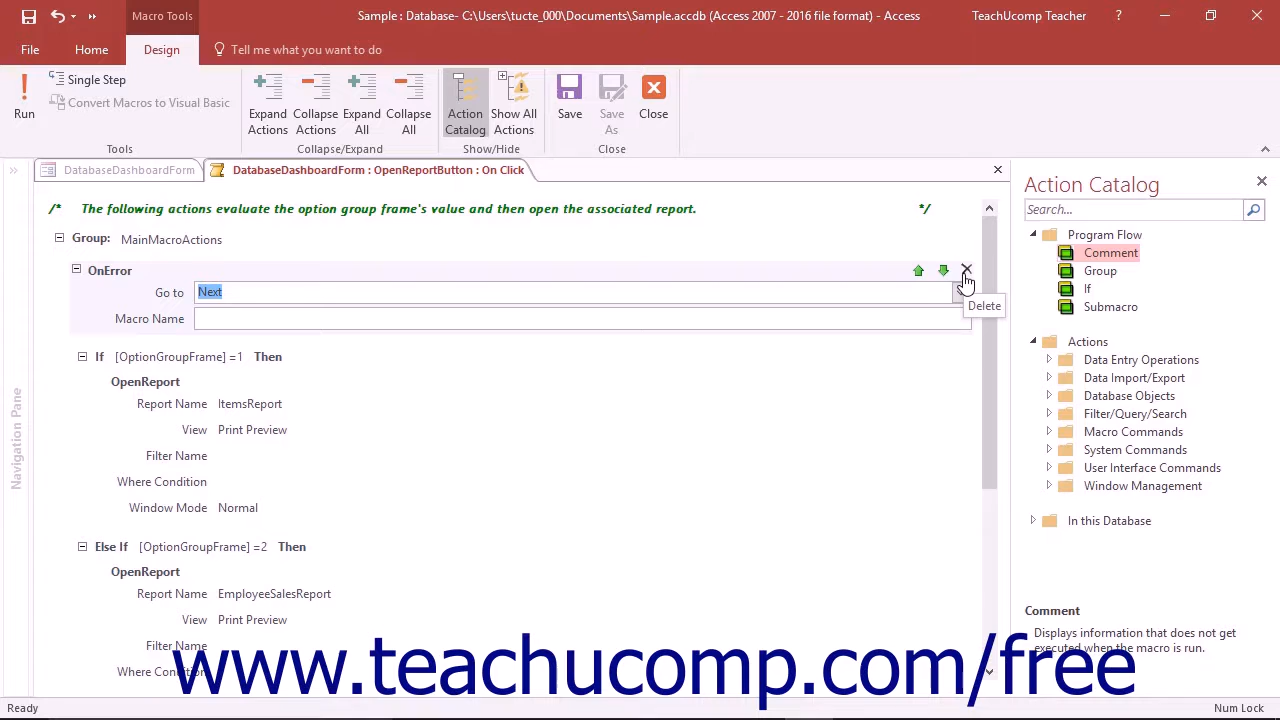 Macro Tools
Sample : Database- C:\Users\tucte_000\Documents\Sample.accdb (Access 2007 - 2016 file format) - Access
TeachUcomp Teacher
?
File
Home
Design
Tell me what you want to do
Run
Single Step
Convert Macros to Visual Basic
Tools
Expand Actions
Collapse Actions
Expand All
Collapse All
Collapse/Expand
Action Catalog
Show All Actions
Show/Hide
Save
Save As
Close
Close
DatabaseDashboardForm
DatabaseDashboardForm : OpenReportButton : On Click
Navigation Pane
/* The following actions evaluate the option group frame's value and then open the associated report. */
Group: MainMacroActions
OnError
Go to Next
Delete
Macro Name
If [OptionGroupFrame] =1 Then
OpenReport
Report Name ItemsReport
View Print Preview
Filter Name
Where Condition
Window Mode Normal
Else If [OptionGroupFrame] =2 Then
OpenReport
Report Name EmployeeSalesReport
View Print Preview
Filter Name
Where Condition
Action Catalog
Search...
Program Flow
Comment
Group
If
Submacro
Actions
Data Entry Operations
Data Import/Export
Database Objects
Filter/Query/Search
Macro Commands
System Commands
User Interface Commands
Window Management
In this Database
Comment
Displays information that does not get
executed when the macro is run.
www.teachucomp.com/free
Ready
Num Lock